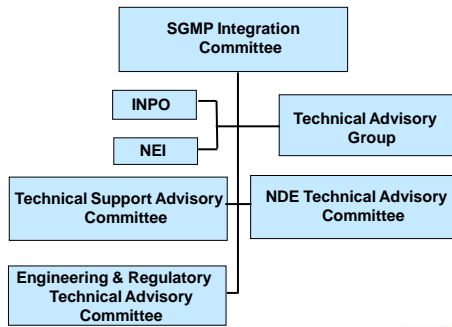 SGMP Integration
Committee
INPO
NEI
Technical Advisory
Group
Technical Support Advisory
Committee
NDE Technical Advisory
Committee
Engineering & Regulatory
Technical Advisory
Committee